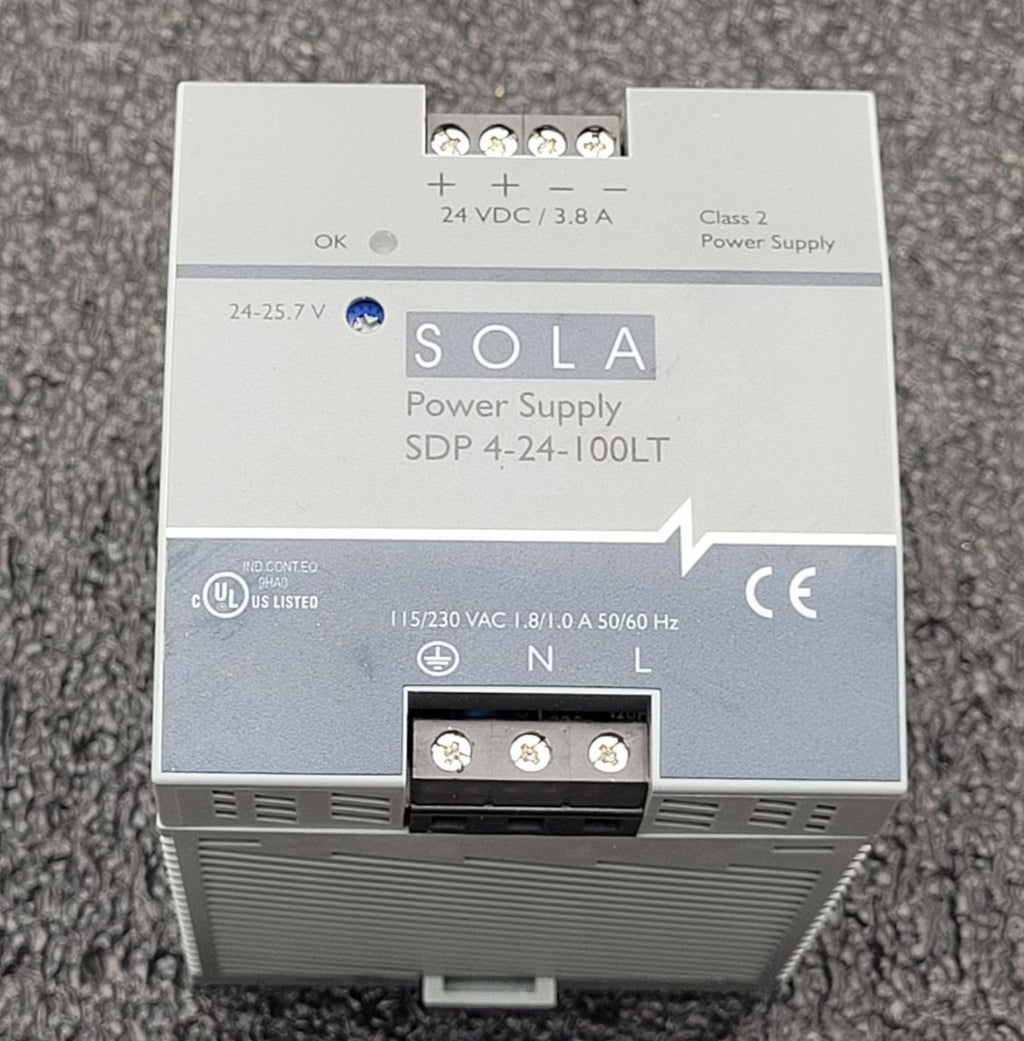 + + – –
24 VDC / 3.8 A
Class 2
Power Supply
OK
24-25.7 V
SOLA
Power Supply
SDP 4-24-100LT
IND.CONT.EQ
9HA0
C UL US LISTED
CE
115/230 VAC 1.8/1.0 A 50/60 Hz
N L